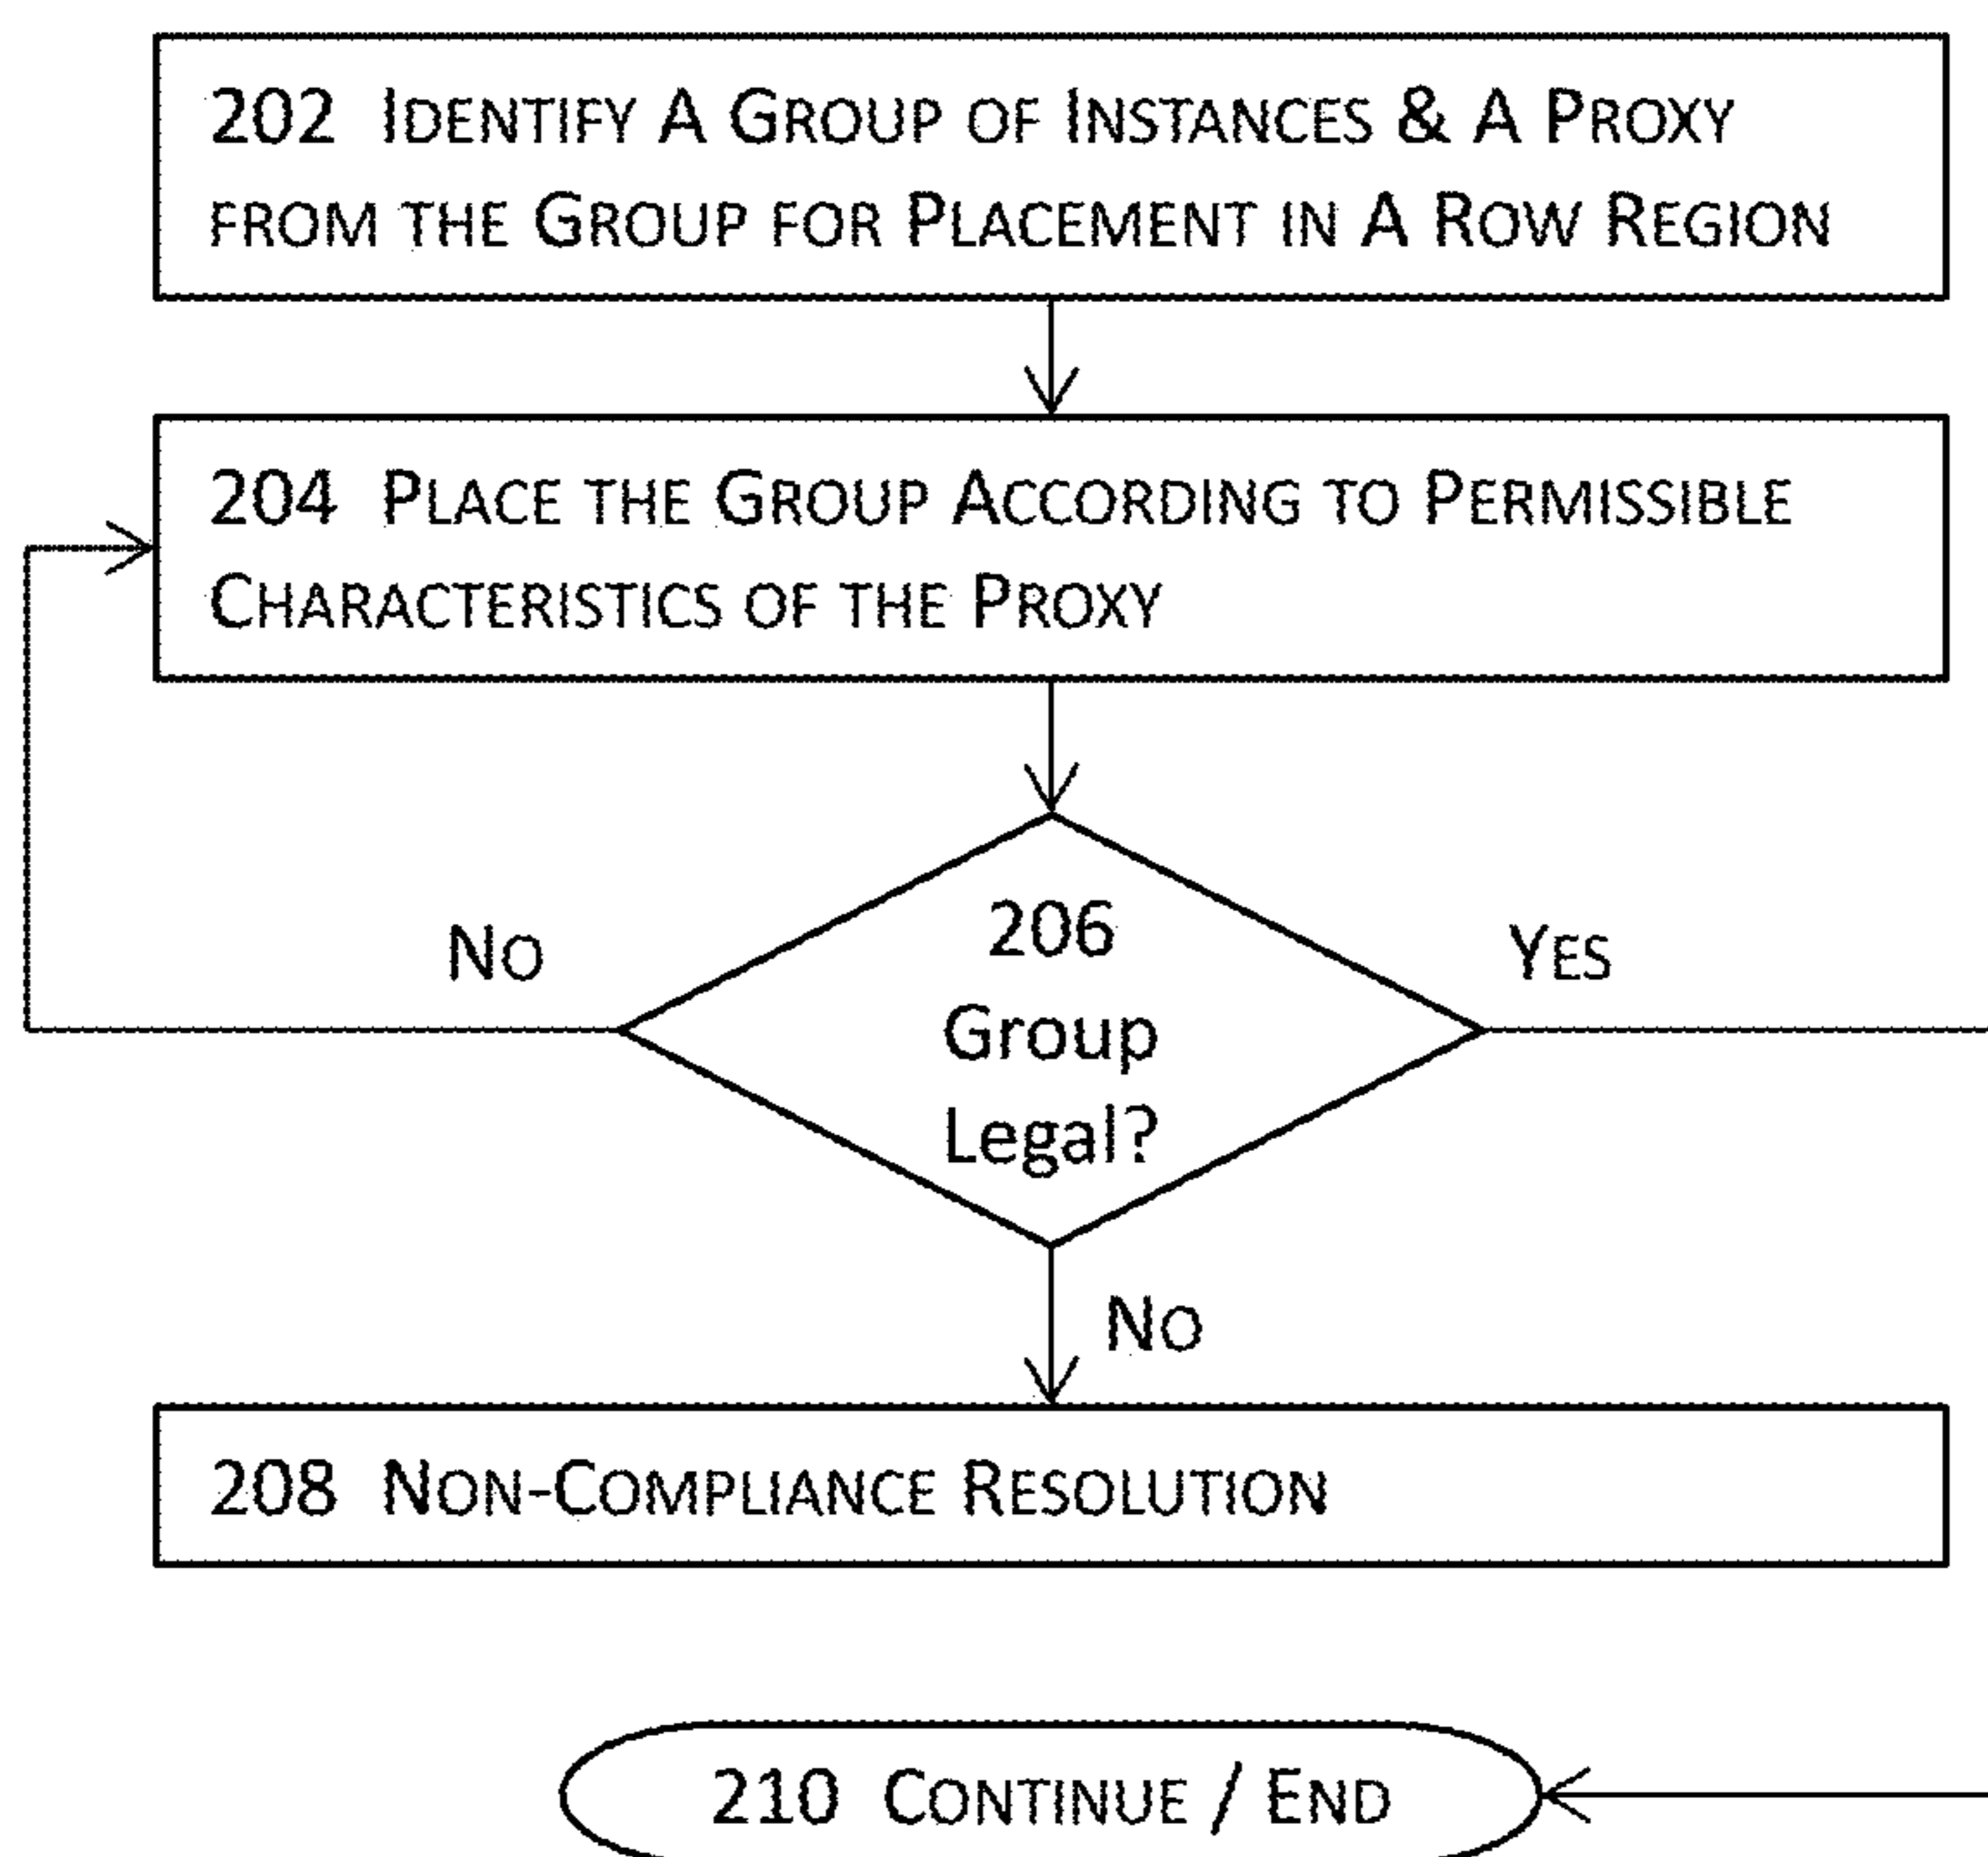 202 IDENTIFY A GROUP OF INSTANCES & A PROXY
FROM THE GROUP FOR PLACEMENT IN A ROW REGION
204 PLACE THE GROUP ACCORDING TO PERMISSIBLE
CHARACTERISTICS OF THE PROXY
206
Group
Legal?
NO
YES
NO
208 NON-COMPLIANCE RESOLUTION
210 CONTINUE / END